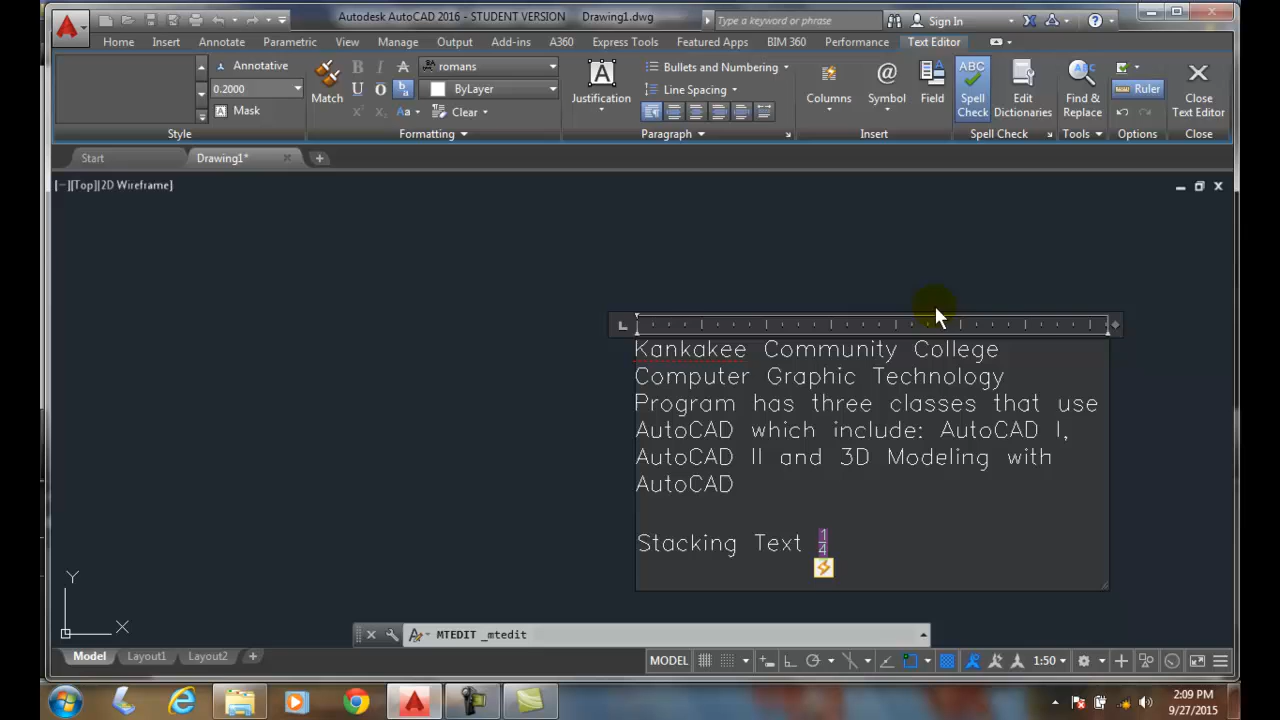 Autodesk AutoCAD 2016 - STUDENT VERSION Drawing1.dwg
Type a keyword or phrase
Sign In
Home Insert Annotate Parametric View Manage Output Add-ins A360 Express Tools Featured Apps BIM 360 Performance Text Editor
Annotative
0.2000
Mask
Style
Match
romans
ByLayer
Aa
Clear
Formatting
Justification
Bullets and Numbering
Line Spacing
Paragraph
Columns
Symbol
Field
Insert
ABC
Spell Check
Edit Dictionaries
Spell Check
Find & Replace
Tools
Ruler
Options
Close Text Editor
Close
Start
Drawing1*
[−][Top][2D Wireframe]
Kankakee Community College
Computer Graphic Technology
Program has three classes that use
AutoCAD which include: AutoCAD I,
AutoCAD II and 3D Modeling with
AutoCAD
Stacking Text 1/4
Y
X
MTEDIT _mtedit
Model Layout1 Layout2
MODEL
1:50
2:09 PM
9/27/2015